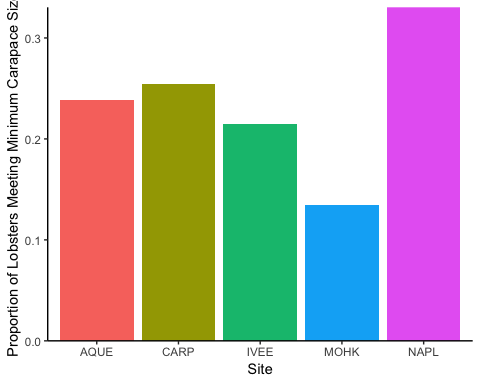 Proportion of Lobsters Meeting Minimum Carapace Siz
0.3
0.2
0.1
0.0
AQUE CARP IVEE MOHK NAPL
Site